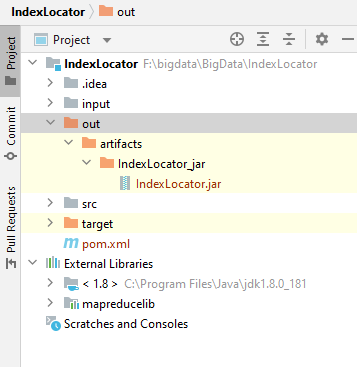 IndexLocator out
Project
IndexLocator F:\bigdata\BigData\IndexLocator
.idea
input
out
artifacts
IndexLocator_jar
IndexLocator.jar
src
target
m pom.xml
External Libraries
< 1.8 > C:\Program Files\Java\jdk1.8.0_181
mapreducelib
Scratches and Consoles
Project
Commit
Pull Requests